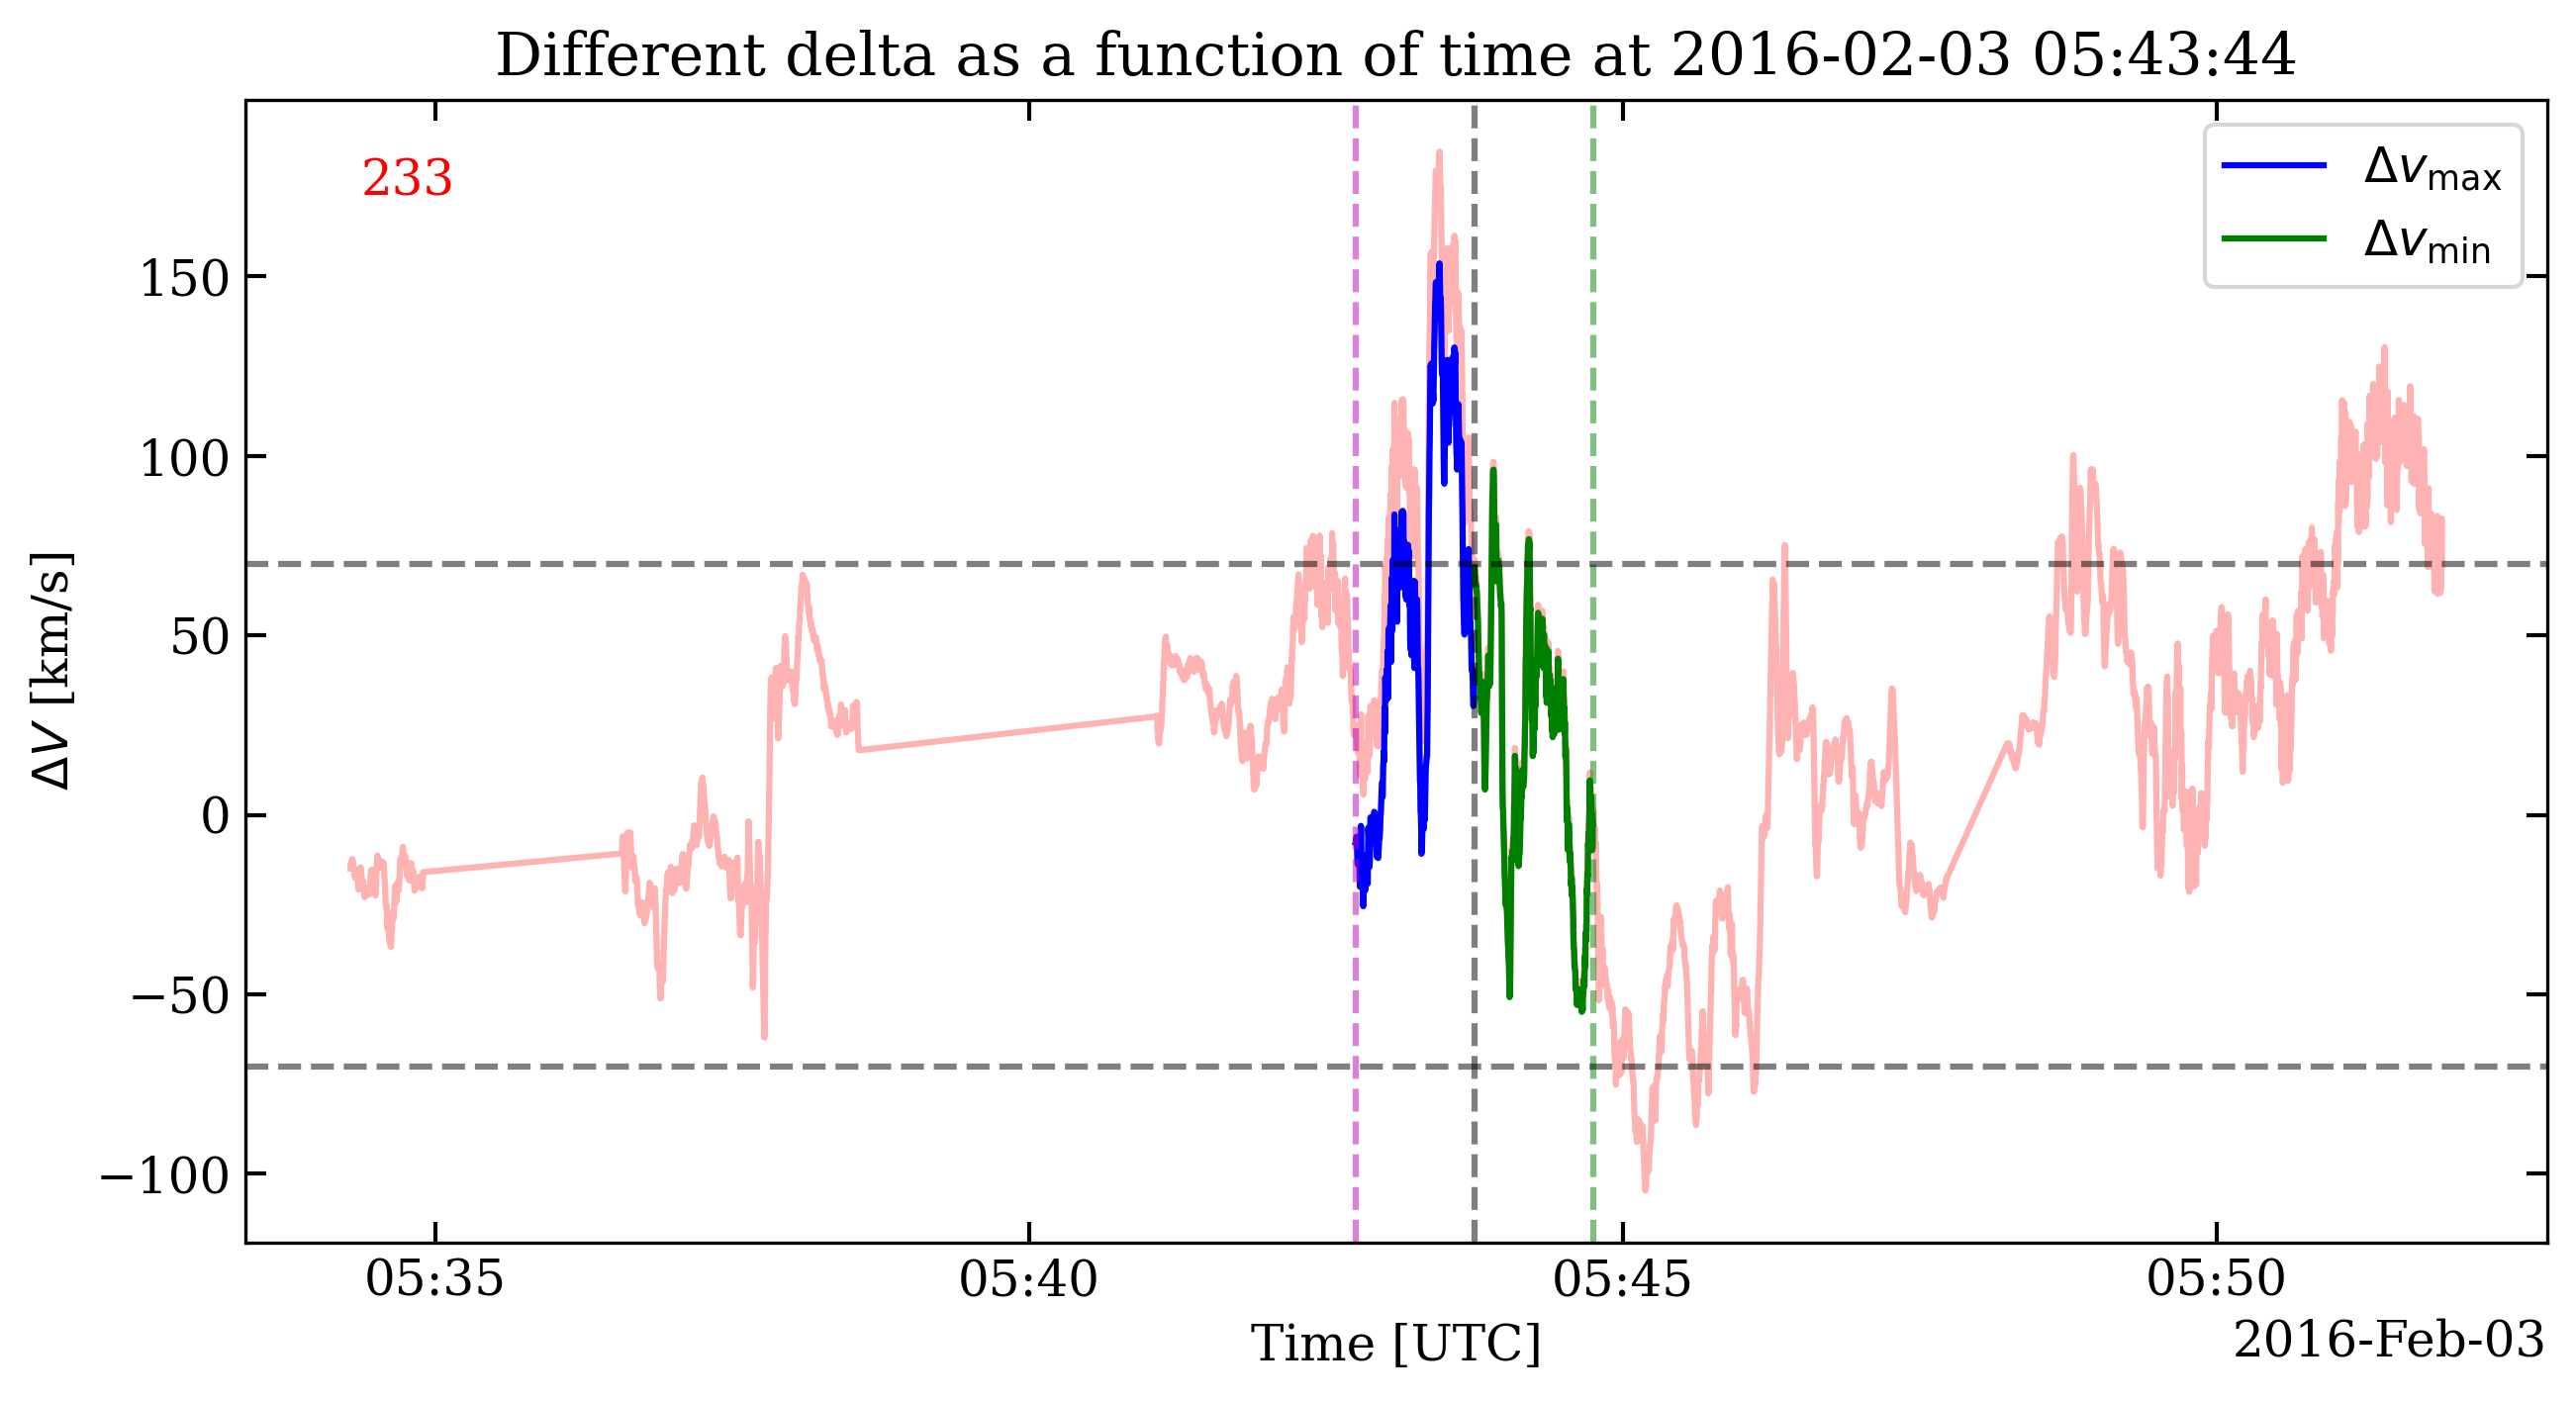 Different delta as a function of time at 2016-02-03 05:43:44
233
Δv_max
Δv_min
150
100
50
0
−50
−100
ΔV [km/s]
05:35 05:40 05:45 05:50
Time [UTC]
2016-Feb-03